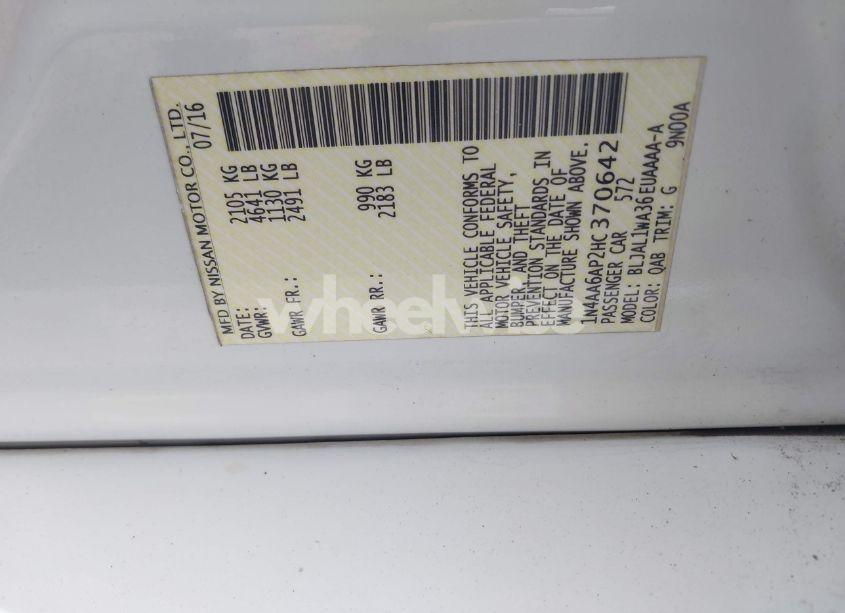 MFD BY NISSAN MOTOR CO., LTD.
DATE: 07/16
GVWR: 2105 KG
4641 LB
GAWR FR.: 1130 KG
2491 LB
GAWR RR.: 990 KG
2183 LB
THIS VEHICLE CONFORMS TO
ALL APPLICABLE FEDERAL
MOTOR VEHICLE SAFETY,
BUMPER, AND THEFT
PREVENTION STANDARDS IN
EFFECT ON THE DATE OF
MANUFACTURE SHOWN ABOVE.
1N4AA6AP2HC370642
PASSENGER CAR 572
MODEL: BLJAL1WA36EUAAAA-A
COLOR: QAB TRIM: G 9N00A